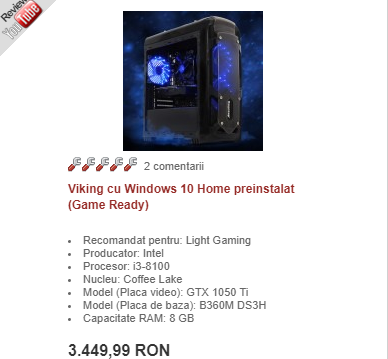 Review
YouTube
2 comentarii
Viking cu Windows 10 Home preinstalat
(Game Ready)
Recomandat pentru: Light Gaming
Producator: Intel
Procesor: i3-8100
Nucleu: Coffee Lake
Model (Placa video): GTX 1050 Ti
Model (Placa de baza): B360M DS3H
Capacitate RAM: 8 GB
3.449,99 RON